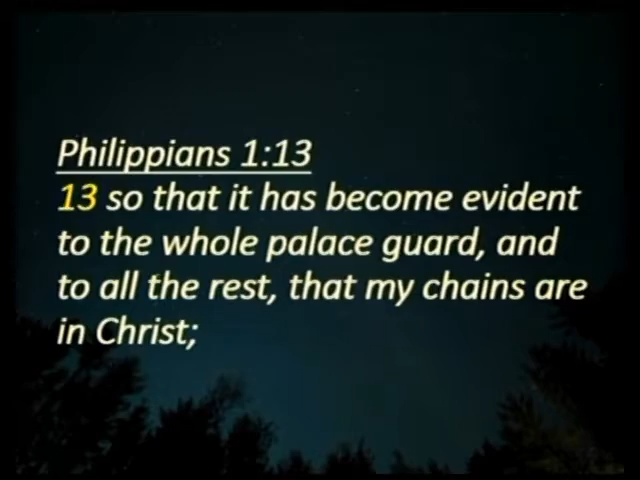 Philippians 1:13
13 so that it has become evident
to the whole palace guard, and
to all the rest, that my chains are
in Christ;